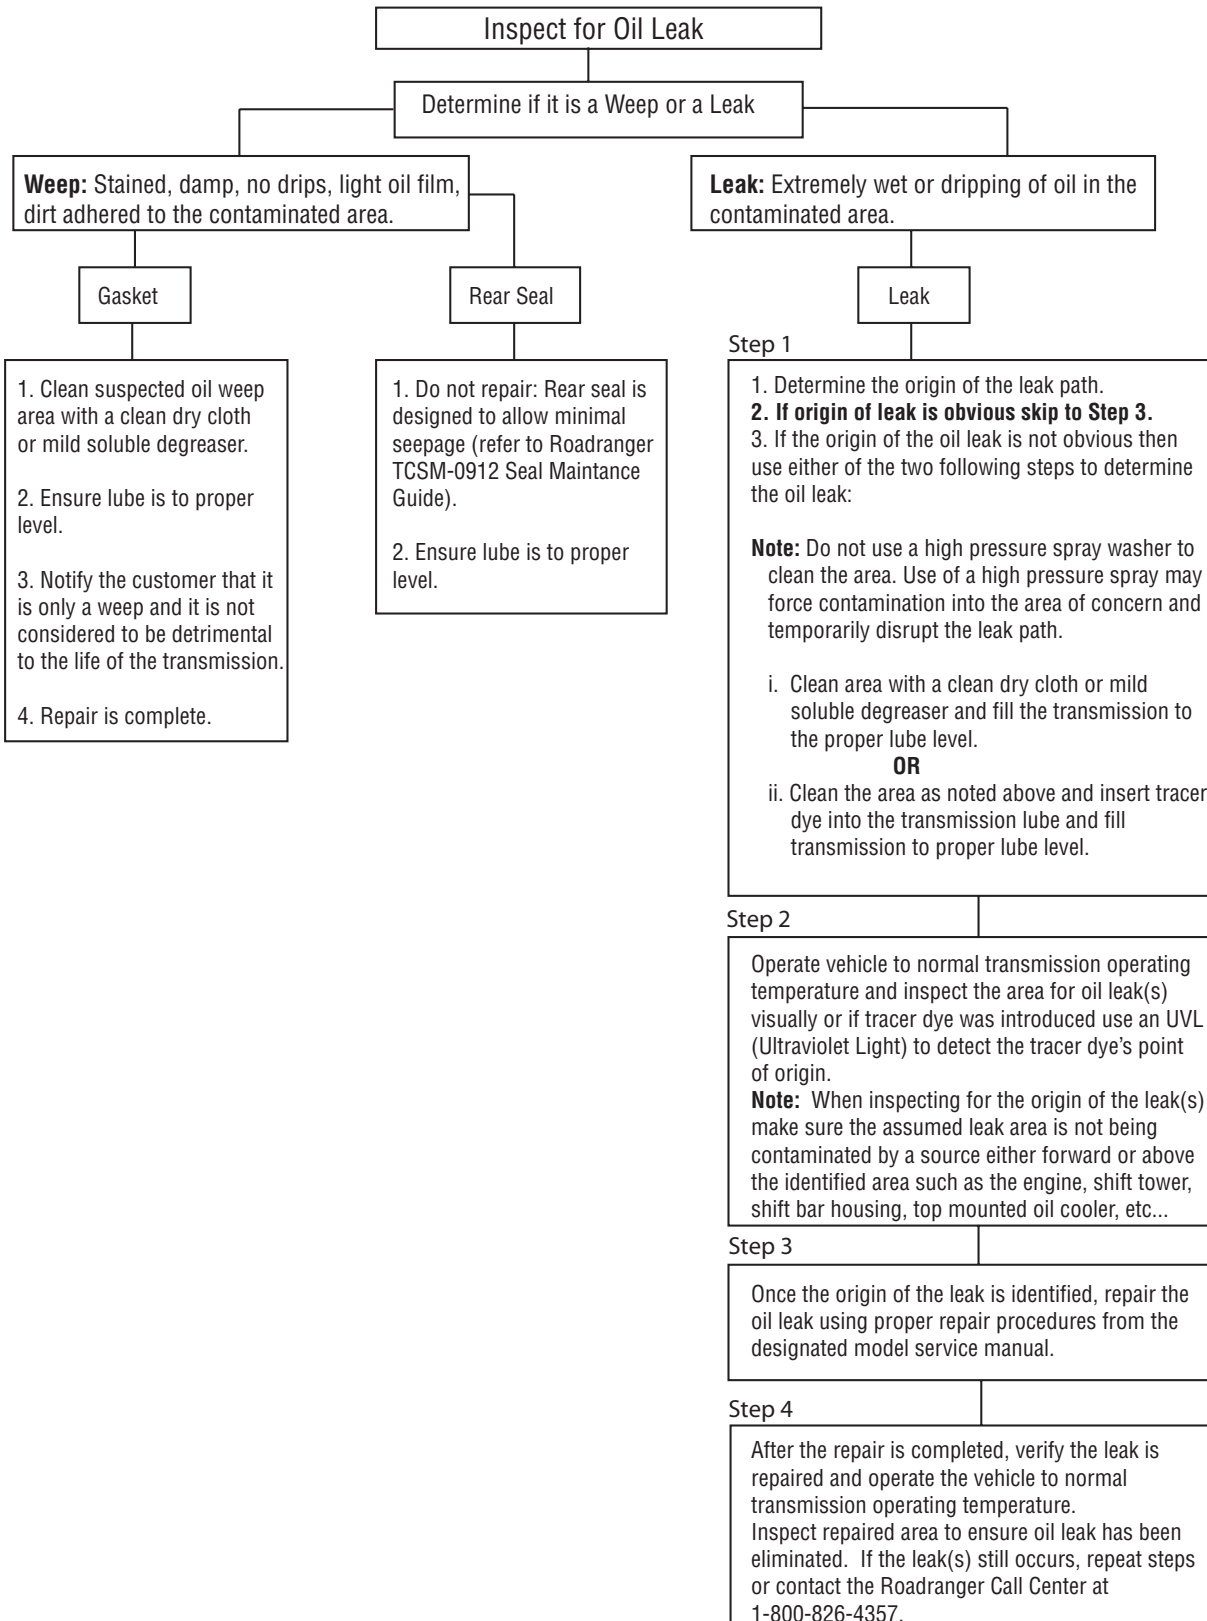 Inspect for Oil Leak
Determine if it is a Weep or a Leak
Weep: Stained, damp, no drips, light oil film,
dirt adhered to the contaminated area.
Leak: Extremely wet or dripping of oil in the
contaminated area.
Gasket
Rear Seal
Leak
1. Clean suspected oil weep
area with a clean dry cloth
or mild soluble degreaser.
2. Ensure lube is to proper
level.
3. Notify the customer that it
is only a weep and it is not
considered to be detrimental
to the life of the transmission.
4. Repair is complete.
1. Do not repair: Rear seal is
designed to allow minimal
seepage (refer to Roadranger
TCSM-0912 Seal Maintance
Guide).
2. Ensure lube is to proper
level.
Step 1
1. Determine the origin of the leak path.
2. If origin of leak is obvious skip to Step 3.
3. If the origin of the oil leak is not obvious then
use either of the two following steps to determine
the oil leak:
Note: Do not use a high pressure spray washer to
clean the area. Use of a high pressure spray may
force contamination into the area of concern and
temporarily disrupt the leak path.
i. Clean area with a clean dry cloth or mild
soluble degreaser and fill the transmission to
the proper lube level.
OR
ii. Clean the area as noted above and insert tracer
dye into the transmission lube and fill
transmission to proper lube level.
Step 2
Operate vehicle to normal transmission operating
temperature and inspect the area for oil leak(s)
visually or if tracer dye was introduced use an UVL
(Ultraviolet Light) to detect the tracer dye's point
of origin.
Note: When inspecting for the origin of the leak(s)
make sure the assumed leak area is not being
contaminated by a source either forward or above
the identified area such as the engine, shift tower,
shift bar housing, top mounted oil cooler, etc...
Step 3
Once the origin of the leak is identified, repair the
oil leak using proper repair procedures from the
designated model service manual.
Step 4
After the repair is completed, verify the leak is
repaired and operate the vehicle to normal
transmission operating temperature.
Inspect repaired area to ensure oil leak has been
eliminated. If the leak(s) still occurs, repeat steps
or contact the Roadranger Call Center at
1-800-826-4357.